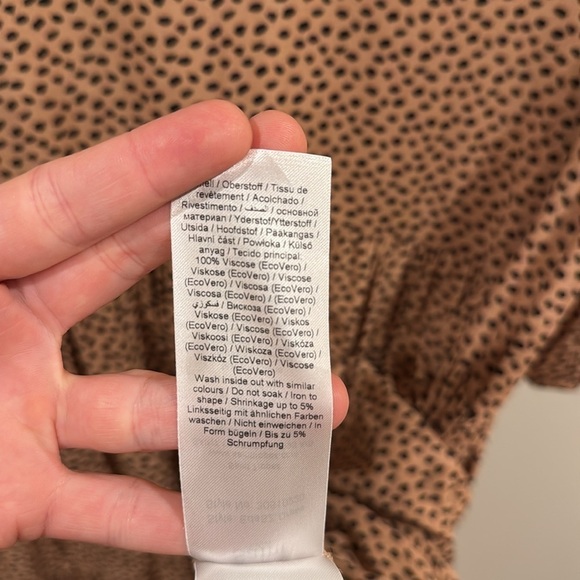 / Oberstoff / Tissu de
revêtement / Acolchado /
Rivestimento / الصنف / основной
материал / Yderstof/Ytterstoff /
Utsida / Hoofdstof / Pääkangas /
Hlavní část / Powłoka / Külső
anyag / Tecido principal:
100% Viscose (EcoVero) /
Viskose (EcoVero) / Viscose
(EcoVero) / Viscosa (EcoVero) /
Viscosa (EcoVero) / (EcoVero)
فسكوزي / Вискоза (EcoVero) /
Viskose (EcoVero) / Viskos
(EcoVero) / Viscose (EcoVero) /
Viskoosi (EcoVero) / Viskóza
(EcoVero) / Wiskoza (EcoVero) /
Viszkóz (EcoVero) / Viscose
(EcoVero)
Wash inside out with similar
colours / Do not soak / Iron to
shape / Shrinkage up to 5%
Linksseitig mit ähnlichen Farben
waschen / Nicht einweichen / In
Form bügeln / Bis zu 5%
Schrumpfung